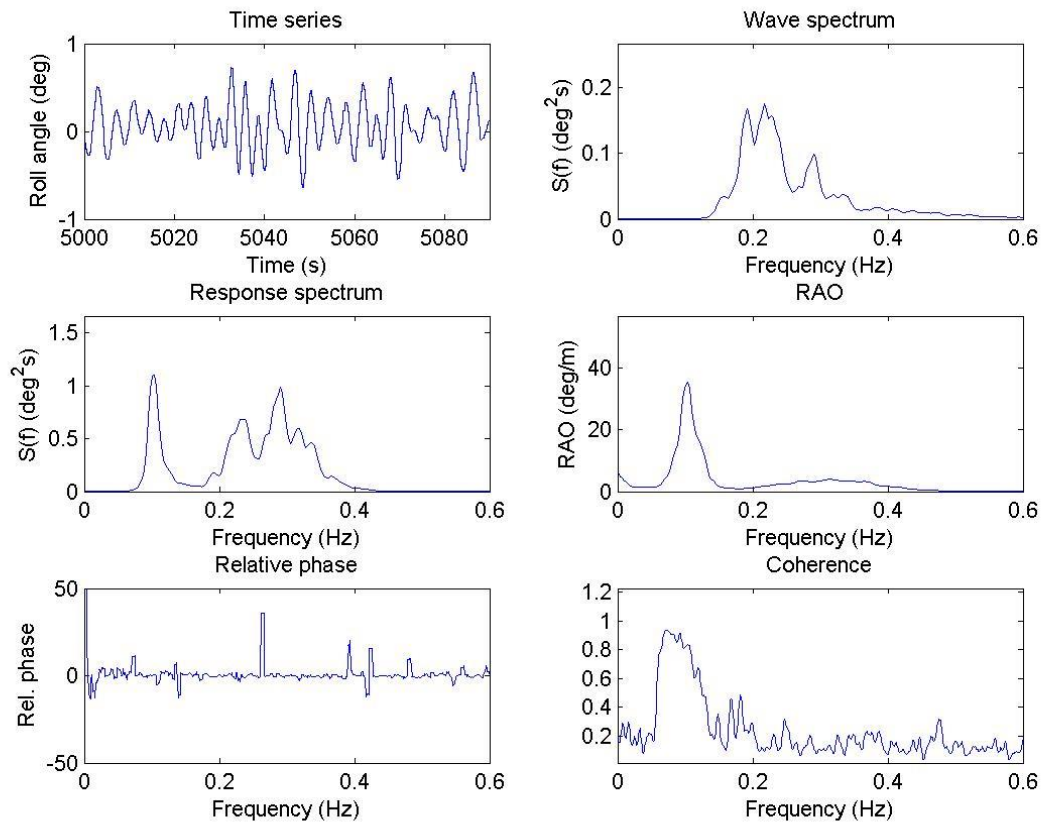 Time series
Roll angle (deg)
1
0
-1
5000 5020 5040 5060 5080
Time (s)
Wave spectrum
S(f) (deg²s)
0.2
0.1
0
0 0.2 0.4 0.6
Frequency (Hz)
Response spectrum
S(f) (deg²s)
1.5
1
0.5
0
0 0.2 0.4 0.6
Frequency (Hz)
RAO
RAO (deg/m)
40
20
0
0 0.2 0.4 0.6
Frequency (Hz)
Relative phase
Rel. phase
50
0
-50
0 0.2 0.4 0.6
Frequency (Hz)
Coherence
1.2
1
0.8
0.6
0.4
0.2
0 0.2 0.4 0.6
Frequency (Hz)